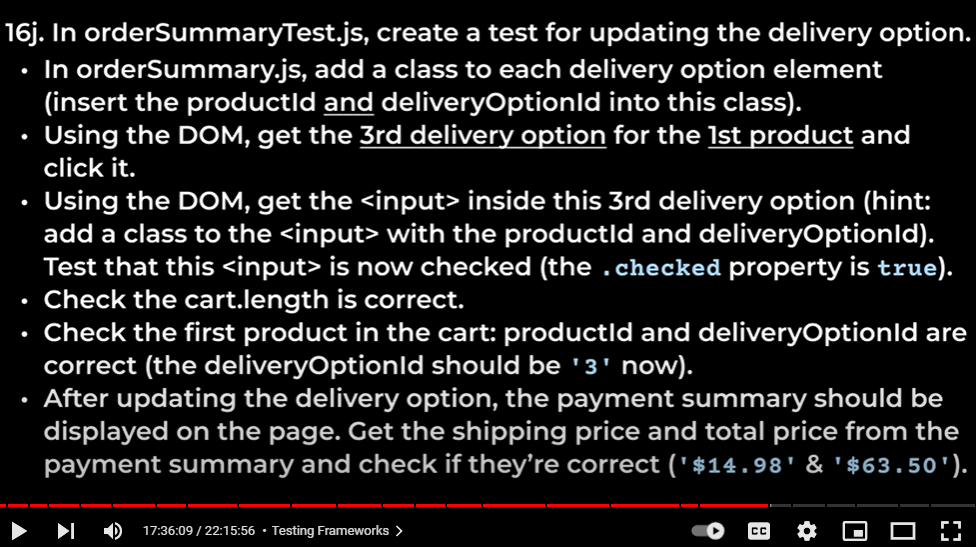 16j. In orderSummaryTest.js, create a test for updating the delivery option.
• In orderSummary.js, add a class to each delivery option element
(insert the productId and deliveryOptionId into this class).
• Using the DOM, get the 3rd delivery option for the 1st product and
click it.
• Using the DOM, get the <input> inside this 3rd delivery option (hint:
add a class to the <input> with the productId and deliveryOptionId).
Test that this <input> is now checked (the .checked property is true).
• Check the cart.length is correct.
• Check the first product in the cart: productId and deliveryOptionId are
correct (the deliveryOptionId should be '3' now).
• After updating the delivery option, the payment summary should be
displayed on the page. Get the shipping price and total price from the
payment summary and check if they’re correct ('$14.98' & '$63.50').
17:36:09 / 22:15:56 • Testing Frameworks
CC